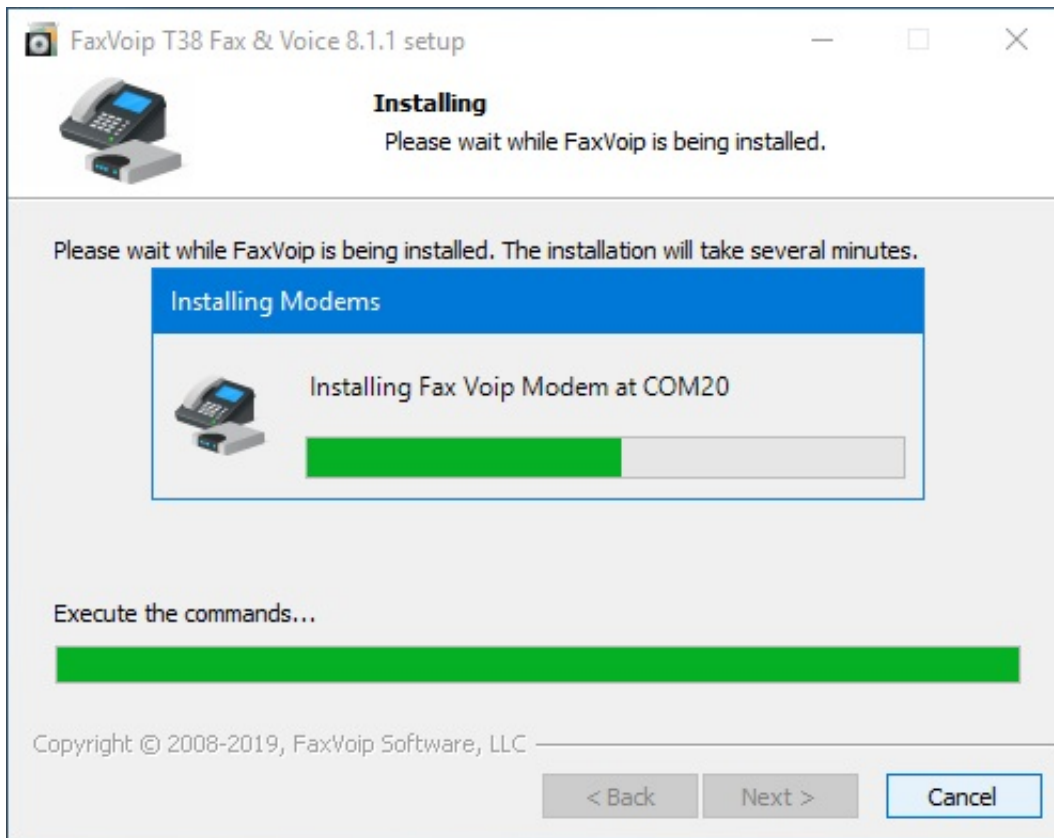 FaxVoip T38 Fax & Voice 8.1.1 setup
Installing
Please wait while FaxVoip is being installed.
Please wait while FaxVoip is being installed. The installation will take several minutes.
Installing Modems
Installing Fax Voip Modem at COM20
Execute the commands...
Copyright © 2008-2019, FaxVoip Software, LLC
< Back
Next >
Cancel